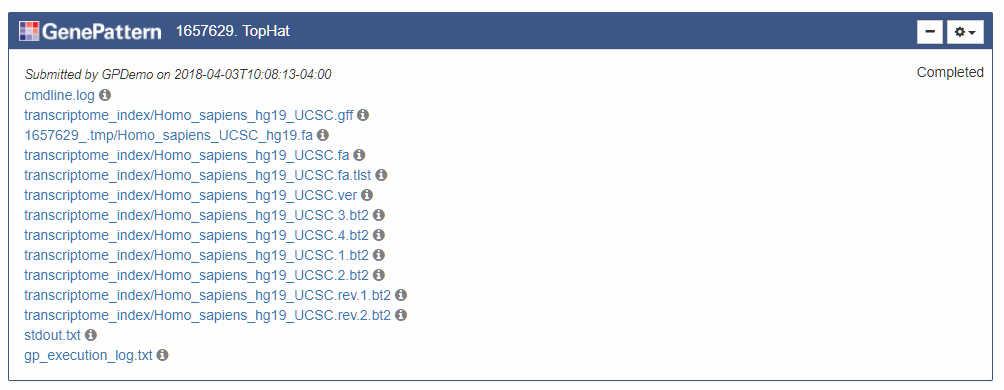 GenePattern 1657629. TopHat
Submitted by GPDemo on 2018-04-03T10:08:13-04:00 Completed
cmdline.log
transcriptome_index/Homo_sapiens_hg19_UCSC.gff
1657629_.tmp/Homo_sapiens_UCSC_hg19.fa
transcriptome_index/Homo_sapiens_hg19_UCSC.fa
transcriptome_index/Homo_sapiens_hg19_UCSC.fa.tlst
transcriptome_index/Homo_sapiens_hg19_UCSC.ver
transcriptome_index/Homo_sapiens_hg19_UCSC.3.bt2
transcriptome_index/Homo_sapiens_hg19_UCSC.4.bt2
transcriptome_index/Homo_sapiens_hg19_UCSC.1.bt2
transcriptome_index/Homo_sapiens_hg19_UCSC.2.bt2
transcriptome_index/Homo_sapiens_hg19_UCSC.rev.1.bt2
transcriptome_index/Homo_sapiens_hg19_UCSC.rev.2.bt2
stdout.txt
gp_execution_log.txt